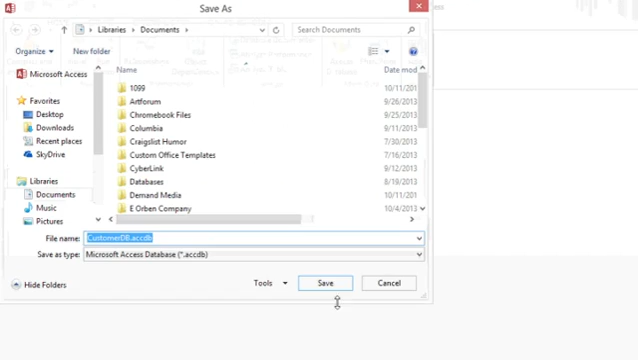 Save As
Libraries Documents Search Documents
Organize New folder
Name Date mod
Microsoft Access
Favorites
Desktop
Downloads
Recent places
SkyDrive
Libraries
Documents
Music
Pictures
1099 10/11/201
Artforum 9/26/2013
Chromebook Files 9/25/2013
Columbia 9/11/2013
Craigslist Humor 7/30/2013
Custom Office Templates 7/16/2013
CyberLink 9/12/2013
Databases 8/19/2013
Demand Media 10/11/201
E Orben Company 10/4/2013
File name: CustomerDB.accdb
Save as type: Microsoft Access Database (*.accdb)
Hide Folders Tools Save Cancel